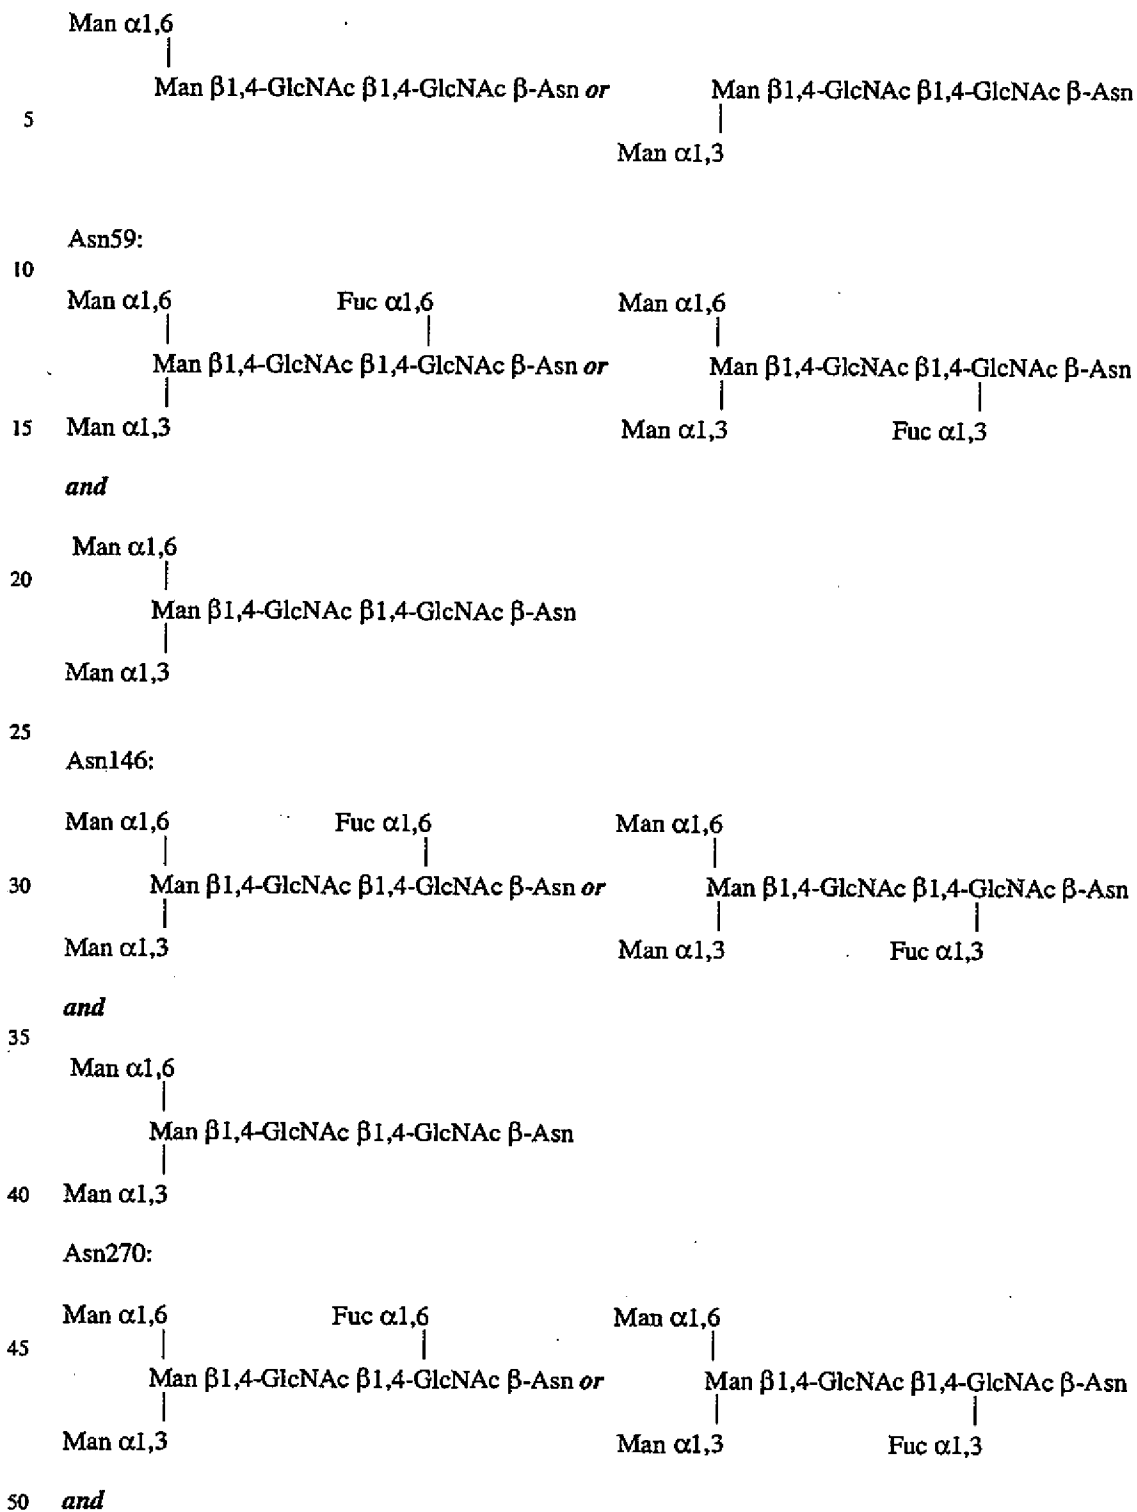 Man α1,6
Man β1,4-GlcNAc β1,4-GlcNAc β-Asn or Man β1,4-GlcNAc β1,4-GlcNAc β-Asn
5
Man α1,3
Asn59:
10
Man α1,6 Fuc α1,6 Man α1,6
Man β1,4-GlcNAc β1,4-GlcNAc β-Asn or Man β1,4-GlcNAc β1,4-GlcNAc β-Asn
15 Man α1,3 Man α1,3 Fuc α1,3
and
Man α1,6
20
Man β1,4-GlcNAc β1,4-GlcNAc β-Asn
Man α1,3
25
Asn146:
Man α1,6 Fuc α1,6 Man α1,6
30 Man β1,4-GlcNAc β1,4-GlcNAc β-Asn or Man β1,4-GlcNAc β1,4-GlcNAc β-Asn
Man α1,3 Man α1,3 Fuc α1,3
and
35
Man α1,6
Man β1,4-GlcNAc β1,4-GlcNAc β-Asn
40 Man α1,3
Asn270:
Man α1,6 Fuc α1,6 Man α1,6
45
Man β1,4-GlcNAc β1,4-GlcNAc β-Asn or Man β1,4-GlcNAc β1,4-GlcNAc β-Asn
Man α1,3 Man α1,3 Fuc α1,3
50 and